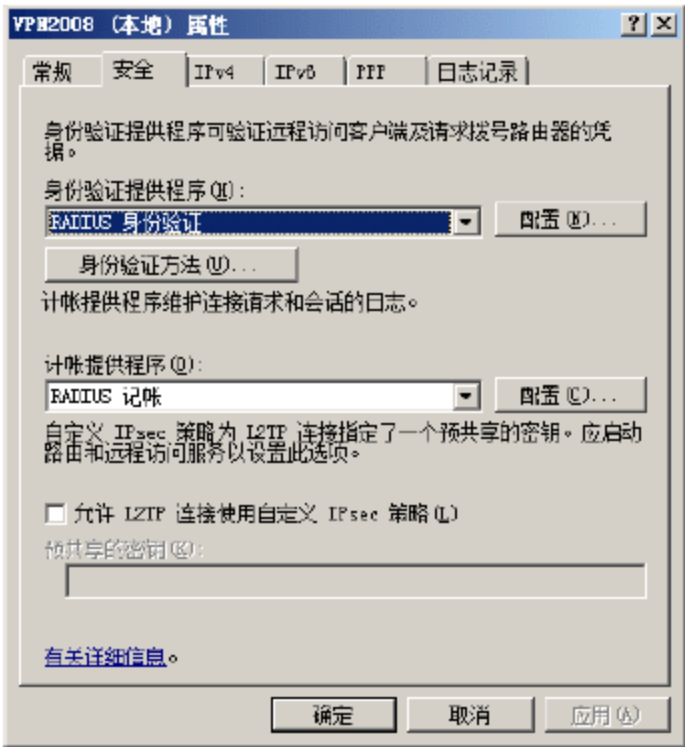 VPN2008 (本地) 属性
常规 安全 IPv4 IPv6 PPP 日志记录
身份验证提供程序可验证远程访问客户端及请求拨号路由器的凭
据。
身份验证提供程序(H):
RADIUS 身份验证 配置(N)...
身份验证方法(U)...
计帐提供程序维护连接请求和会话的日志。
计帐提供程序(O):
RADIUS 记帐 配置(C)...
自定义 IPsec 策略为 L2TP 连接指定了一个预共享的密钥。应启动
路由和远程访问服务以设置此选项。
允许 L2TP 连接使用自定义 IPsec 策略(L)
预共享的密钥(K):
有关详细信息。
确定 取消 应用(A)